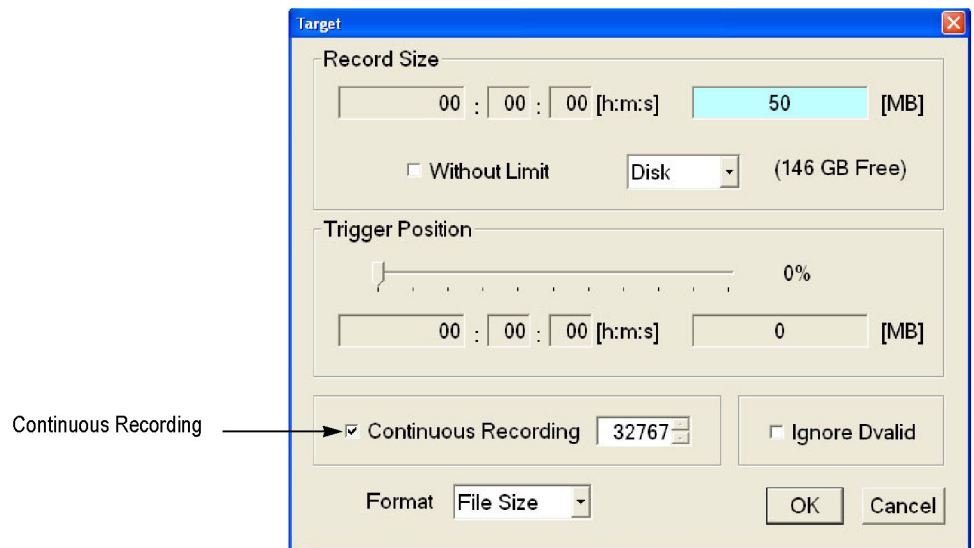 Target
Record Size
00 : 00 : 00 [h:m:s] 50 [MB]
Without Limit Disk (146 GB Free)
Trigger Position
0%
00 : 00 : 00 [h:m:s] 0 [MB]
Continuous Recording
Continuous Recording 32767
Ignore Dvalid
Format File Size
OK Cancel